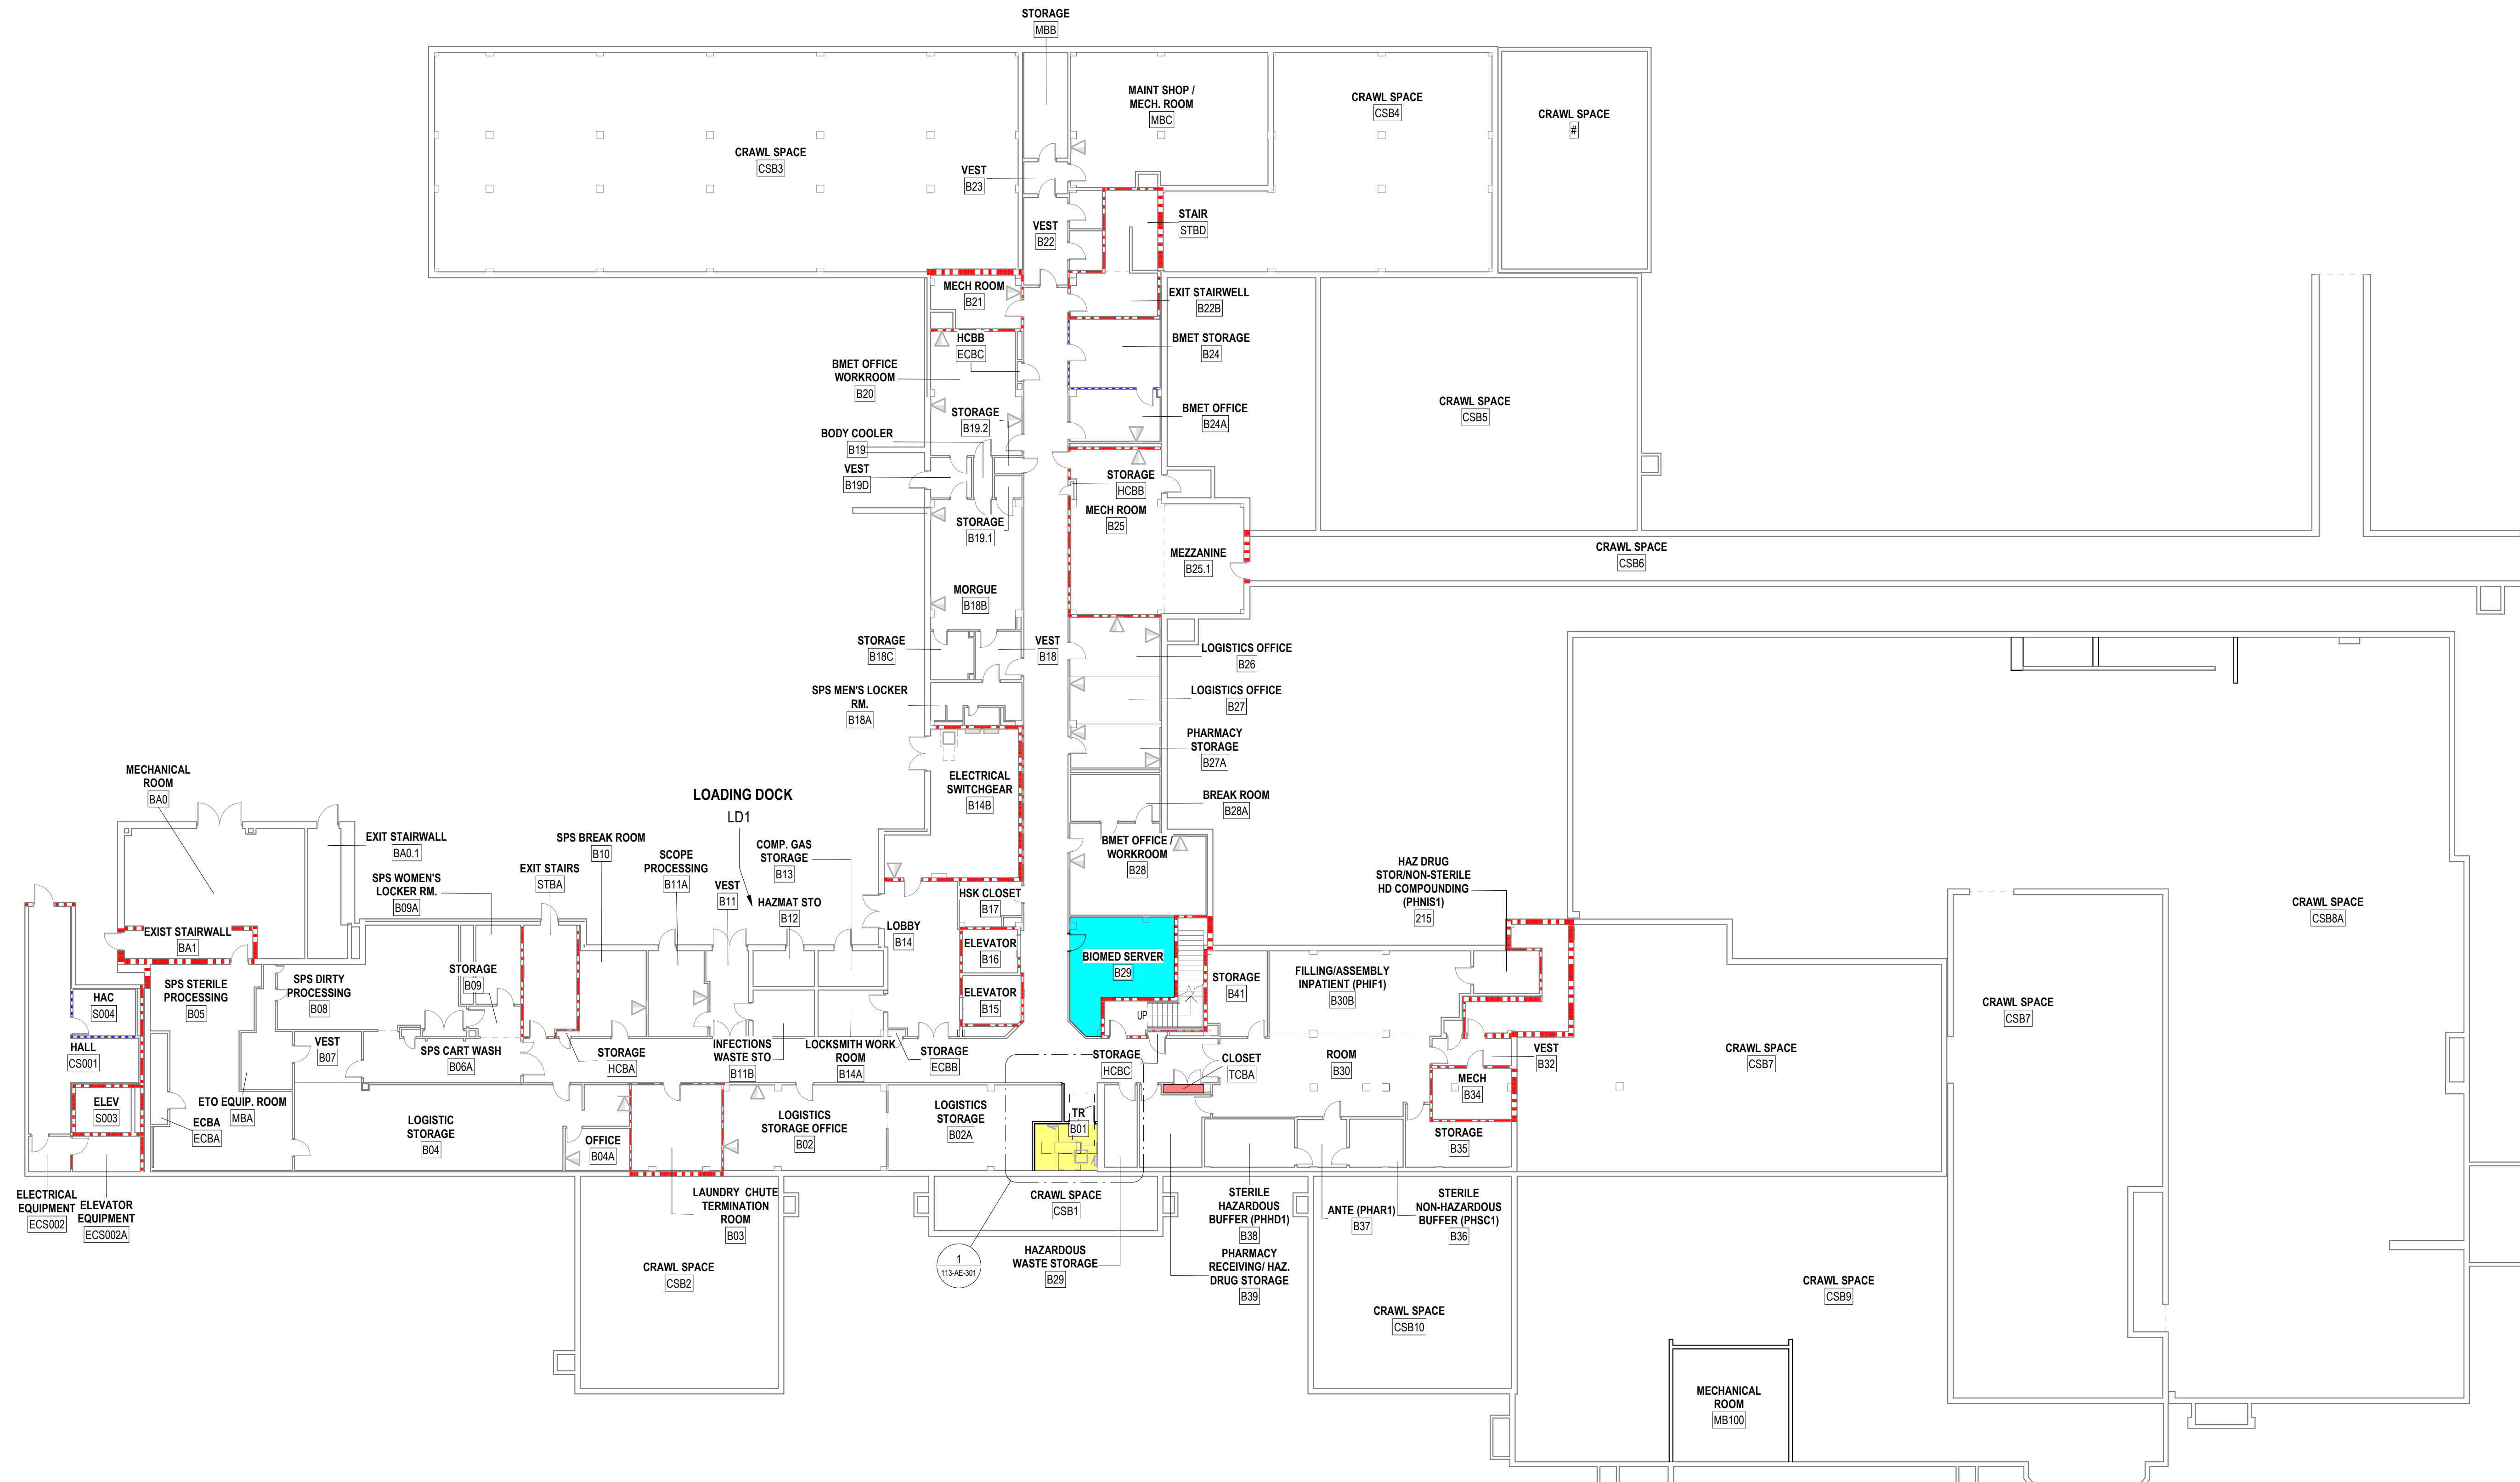 STORAGE
MBB
MAINT SHOP /
MECH. ROOM
MBC
CRAWL SPACE
CSB4
CRAWL SPACE
#
CRAWL SPACE
CSB3
VEST
B23
STAIR
STBD
VEST
B22
MECH ROOM
B21
EXIT STAIRWELL
B22B
HCBB
ECBC
BMET STORAGE
B24
BMET OFFICE
WORKROOM
B20
STORAGE
B19.2
BMET OFFICE
B24A
CRAWL SPACE
CSB5
BODY COOLER
B19
VEST
B19D
STORAGE
HCBB
MECH ROOM
B25
STORAGE
B19.1
MEZZANINE
B25.1
CRAWL SPACE
CSB6
MORGUE
B18B
STORAGE
B18C
VEST
B18
LOGISTICS OFFICE
B26
SPS MEN'S LOCKER
RM.
B18A
LOGISTICS OFFICE
B27
PHARMACY
STORAGE
B27A
MECHANICAL
ROOM
BA0
ELECTRICAL
SWITCHGEAR
B14B
LOADING DOCK
LD1
BREAK ROOM
B28A
EXIT STAIRWALL
BA0.1
SPS BREAK ROOM
B10
SCOPE
PROCESSING
B11A
COMP. GAS
STORAGE
B13
BMET OFFICE /
WORKROOM
B28
EXIT STAIRS
STBA
SPS WOMEN'S
LOCKER RM.
B09A
VEST
B11
HAZMAT STO
B12
HSK CLOSET
B17
HAZ DRUG
STOR/NON-STERILE
HD COMPOUNDING
(PHNIS1)
215
CRAWL SPACE
CSB8A
EXIST STAIRWALL
BA1
LOBBY
B14
ELEVATOR
B16
BIOMED SERVER
B29
STORAGE
B09
SPS DIRTY
PROCESSING
B08
SPS STERILE
PROCESSING
B05
STORAGE
B41
FILLING/ASSEMBLY
INPATIENT (PHIF1)
B30B
HAC
S004
ELEVATOR
B15
UP
CRAWL SPACE
CSB7
HALL
CS001
VEST
B07
SPS CART WASH
B06A
STORAGE
HCBA
INFECTIONS
WASTE STO
B11B
LOCKSMITH WORK
ROOM
B14A
STORAGE
ECBB
STORAGE
HCBC
CLOSET
TCBA
ROOM
B30
VEST
B32
CRAWL SPACE
CSB7
MECH
B34
ELEV
S003
ETO EQUIP. ROOM
MBA
ECBA
ECBA
LOGISTIC
STORAGE
B04
OFFICE
B04A
LOGISTICS
STORAGE OFFICE
B02
LOGISTICS
STORAGE
B02A
TR
B01
STORAGE
B35
ELECTRICAL
EQUIPMENT
ECS002
ELEVATOR
EQUIPMENT
ECS002A
LAUNDRY CHUTE
TERMINATION
ROOM
B03
CRAWL SPACE
CSB1
STERILE
HAZARDOUS
BUFFER (PHHD1)
B38
ANTE (PHAR1)
B37
STERILE
NON-HAZARDOUS
BUFFER (PHSC1)
B36
1
113-AE-301
HAZARDOUS
WASTE STORAGE
B29
PHARMACY
RECEIVING/ HAZ.
DRUG STORAGE
B39
CRAWL SPACE
CSB2
CRAWL SPACE
CSB10
CRAWL SPACE
CSB9
MECHANICAL
ROOM
MB100